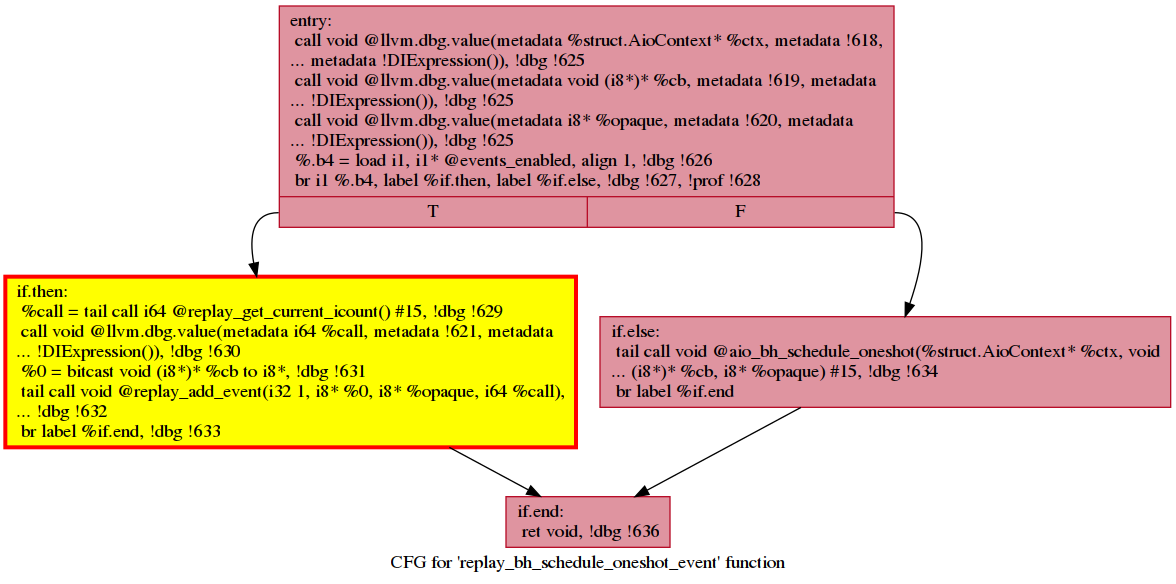 entry:
call void @llvm.dbg.value(metadata %struct.AioContext* %ctx, metadata !618,
... metadata !DIExpression()), !dbg !625
call void @llvm.dbg.value(metadata void (i8*)* %cb, metadata !619, metadata
... !DIExpression()), !dbg !625
call void @llvm.dbg.value(metadata i8* %opaque, metadata !620, metadata
... !DIExpression()), !dbg !625
%.b4 = load i1, i1* @events_enabled, align 1, !dbg !626
br i1 %.b4, label %if.then, label %if.else, !dbg !627, !prof !628
T F
if.then:
%call = tail call i64 @replay_get_current_icount() #15, !dbg !629
call void @llvm.dbg.value(metadata i64 %call, metadata !621, metadata
... !DIExpression()), !dbg !630
%0 = bitcast void (i8*)* %cb to i8*, !dbg !631
tail call void @replay_add_event(i32 1, i8* %0, i8* %opaque, i64 %call),
... !dbg !632
br label %if.end, !dbg !633
if.else:
tail call void @aio_bh_schedule_oneshot(%struct.AioContext* %ctx, void
... (i8*)* %cb, i8* %opaque) #15, !dbg !634
br label %if.end
if.end:
ret void, !dbg !636
CFG for 'replay_bh_schedule_oneshot_event' function